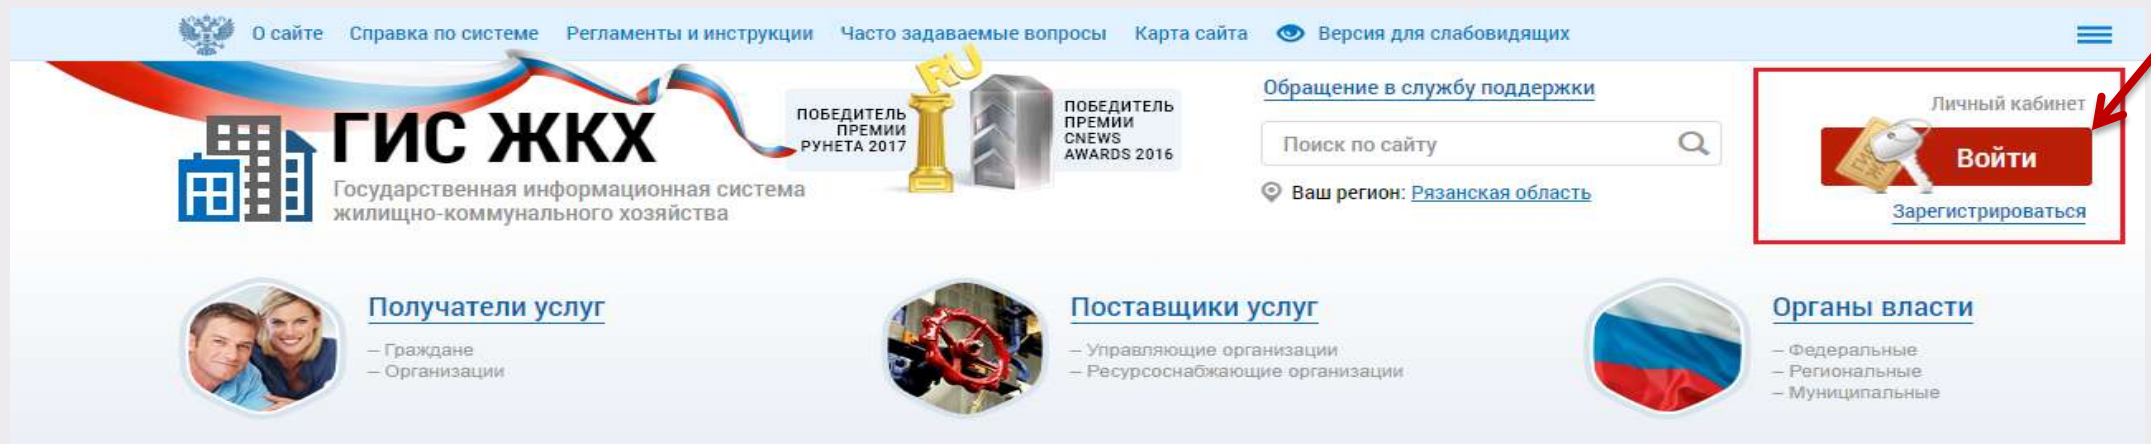 О сайте Справка по системе Регламенты и инструкции Часто задаваемые вопросы Карта сайта Версия для слабовидящих
ГИС ЖКХ
Государственная информационная система
жилищно-коммунального хозяйства
ПОБЕДИТЕЛЬ
ПРЕМИИ
РУНЕТА 2017
RU
ПОБЕДИТЕЛЬ
ПРЕМИИ
CNEWS
AWARDS 2016
Обращение в службу поддержки
Поиск по сайту
Ваш регион: Рязанская область
Личный кабинет
Войти
Зарегистрироваться
Получатели услуг
– Граждане
– Организации
Поставщики услуг
– Управляющие организации
– Ресурсоснабжающие организации
Органы власти
– Федеральные
– Региональные
– Муниципальные